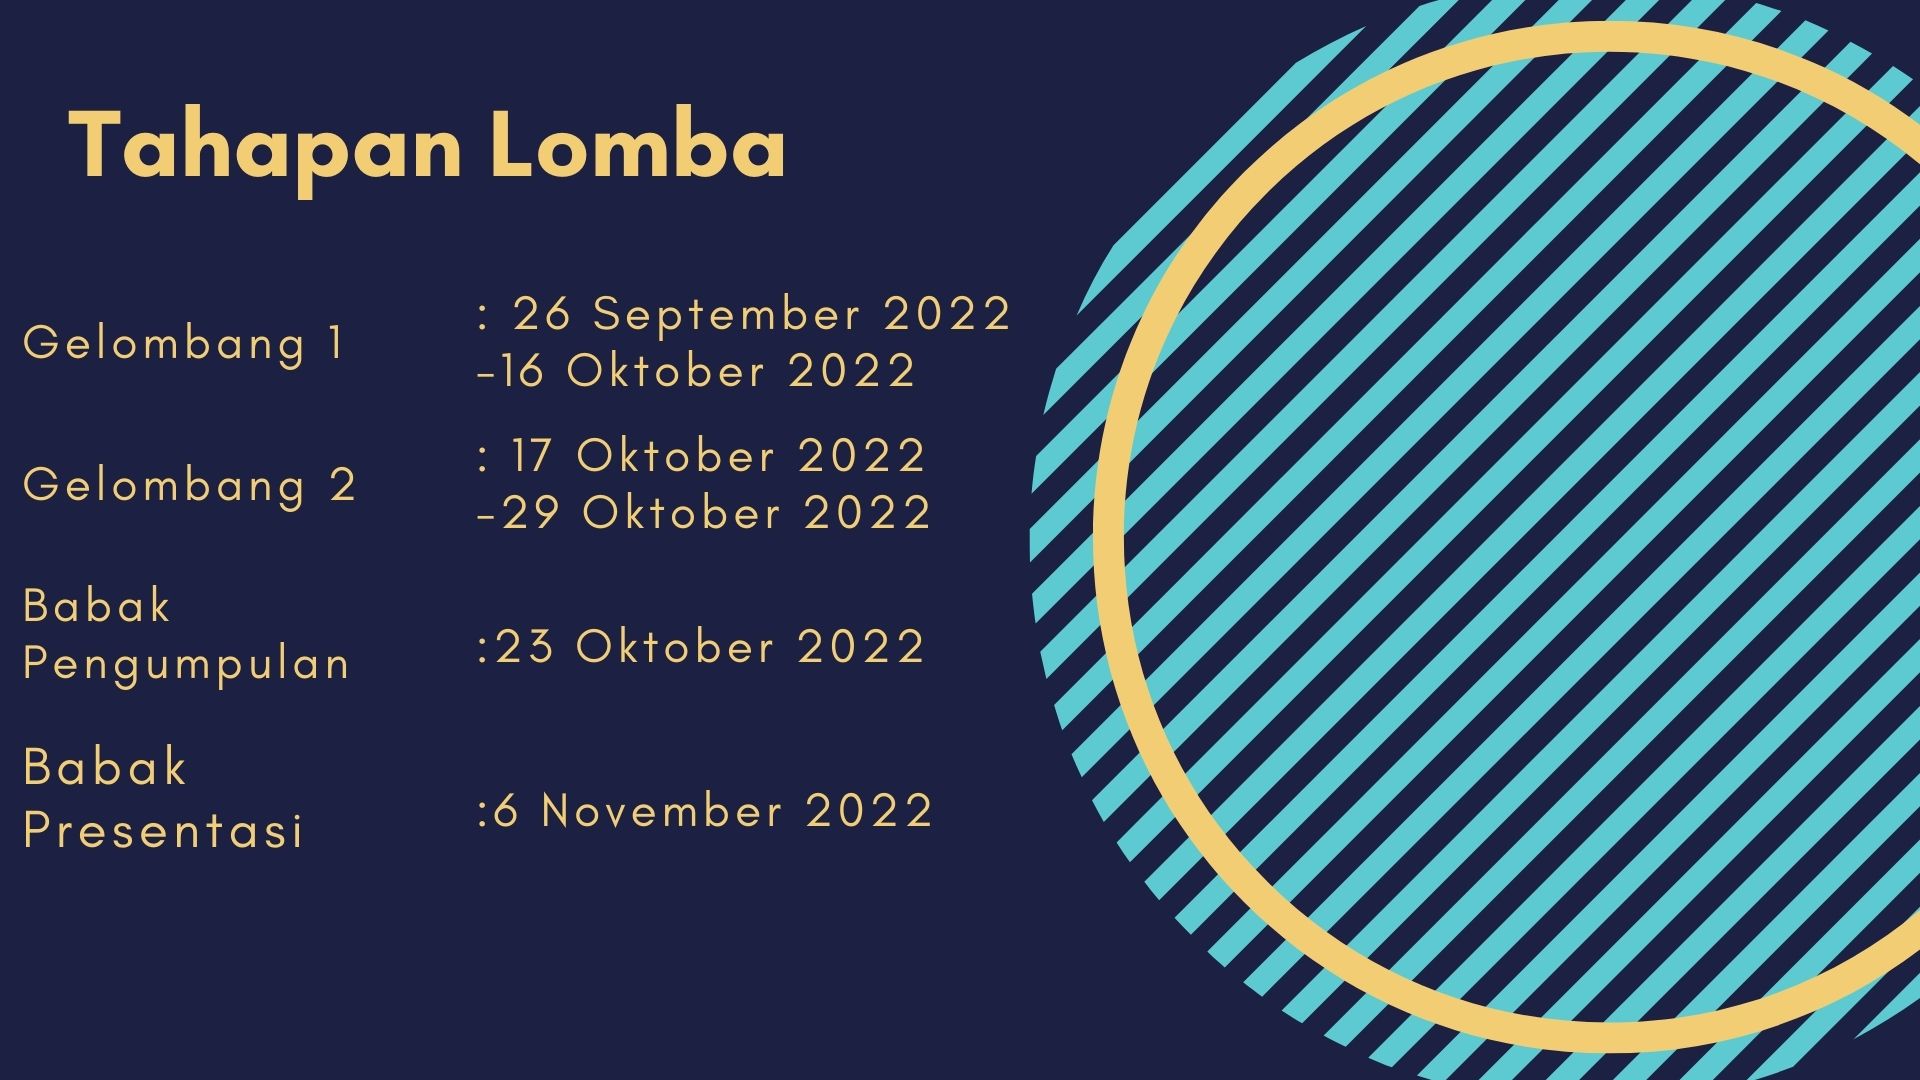 Tahapan Lomba
Gelombang 1
: 26 September 2022
-16 Oktober 2022
Gelombang 2
: 17 Oktober 2022
-29 Oktober 2022
Babak
Pengumpulan
:23 Oktober 2022
Babak
Presentasi
:6 November 2022